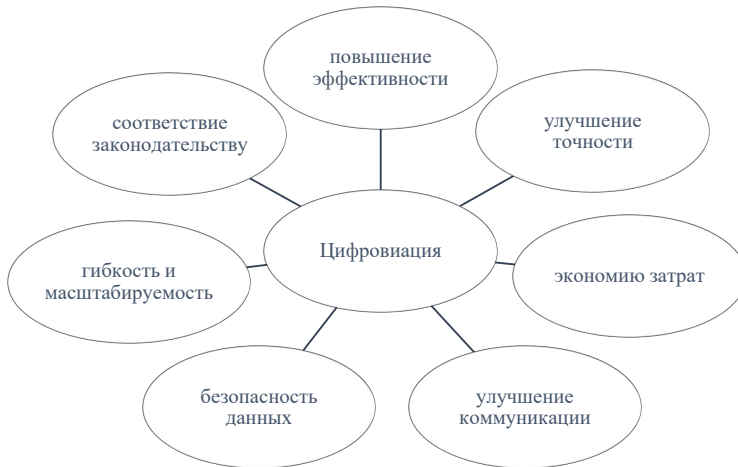 повышение
эффективности
улучшение
точности
экономию затрат
улучшение
коммуникации
безопасность
данных
гибкость и
масштабируемость
соответствие
законодательству
Цифровиация